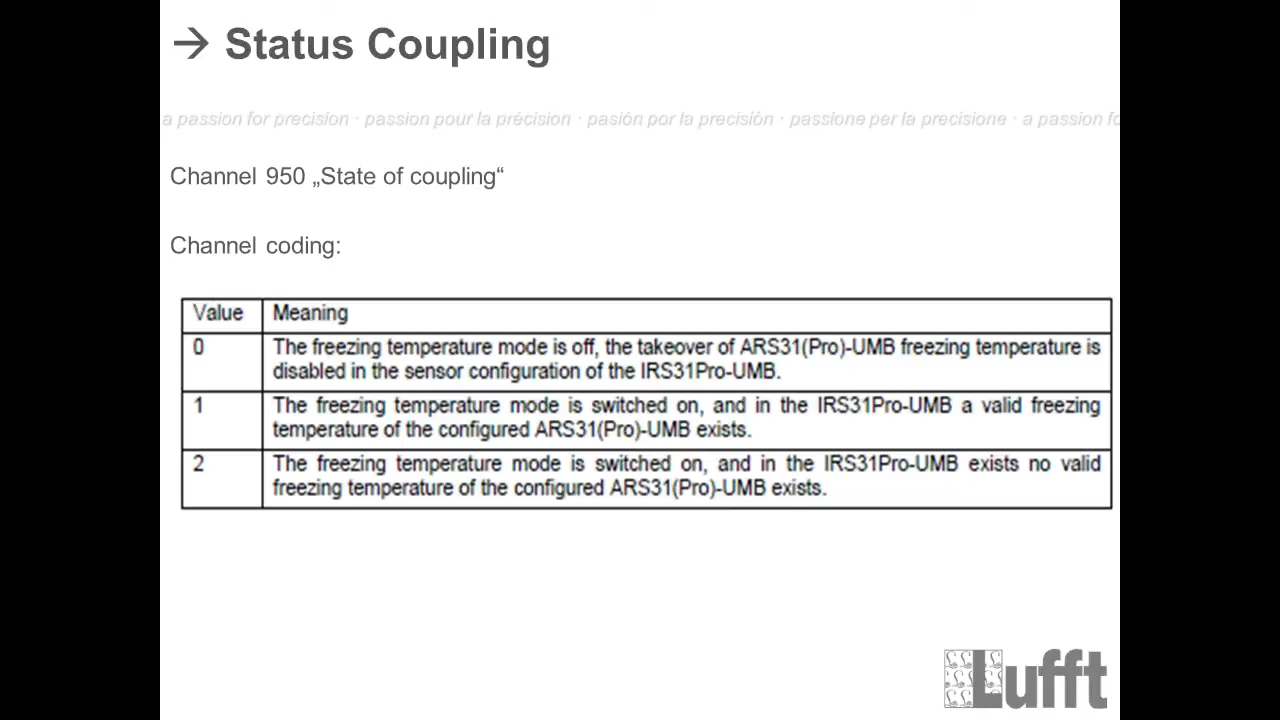 → Status Coupling
a passion for precision · passion pour la précision · pasión por la precisión · passione per la precisione · a passion fo
Channel 950 „State of coupling“
Channel coding:
Value Meaning
0 The freezing temperature mode is off, the takeover of ARS31(Pro)-UMB freezing temperature is
disabled in the sensor configuration of the IRS31Pro-UMB.
1 The freezing temperature mode is switched on, and in the IRS31Pro-UMB a valid freezing
temperature of the configured ARS31(Pro)-UMB exists.
2 The freezing temperature mode is switched on, and in the IRS31Pro-UMB exists no valid
freezing temperature of the configured ARS31(Pro)-UMB exists.
Lufft